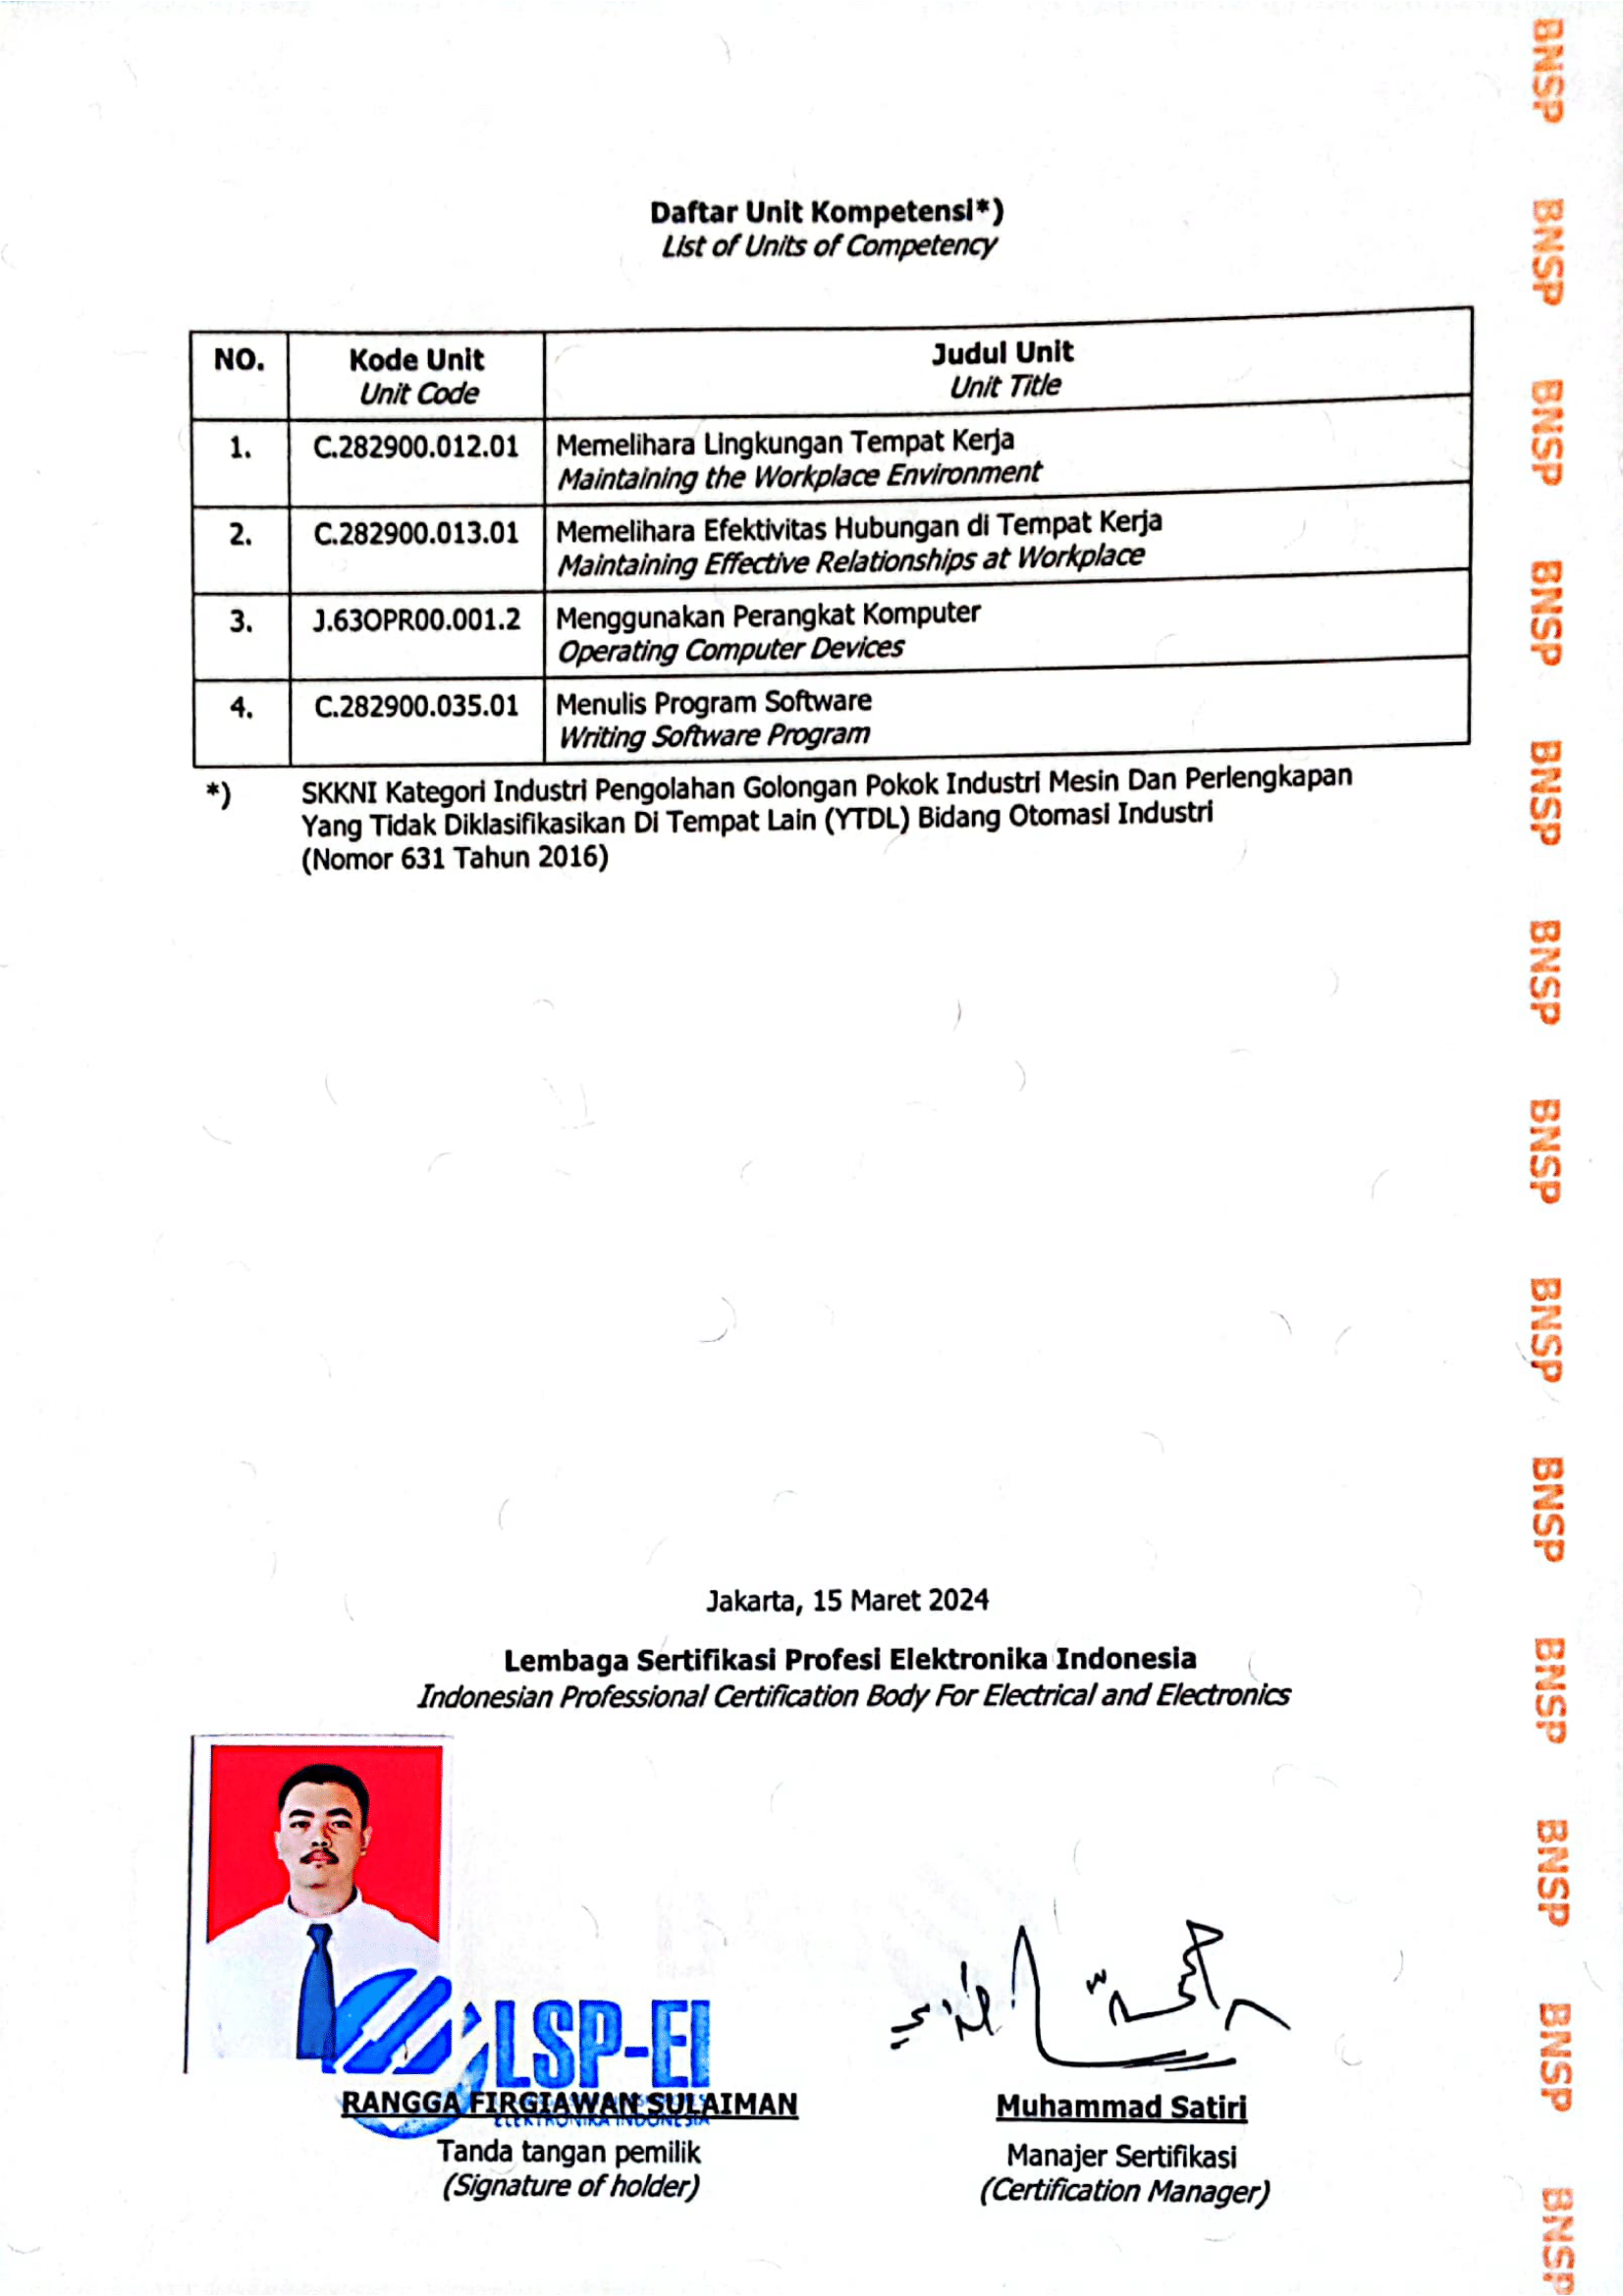 Daftar Unit Kompetensi*)
List of Units of Competency
NO. Kode Unit Judul Unit
Unit Code Unit Title
1. C.282900.012.01 Memelihara Lingkungan Tempat Kerja
Maintaining the Workplace Environment
2. C.282900.013.01 Memelihara Efektivitas Hubungan di Tempat Kerja
Maintaining Effective Relationships at Workplace
3. J.63OPR00.001.2 Menggunakan Perangkat Komputer
Operating Computer Devices
4. C.282900.035.01 Menulis Program Software
Writing Software Program
*) SKKNI Kategori Industri Pengolahan Golongan Pokok Industri Mesin Dan Perlengkapan
Yang Tidak Diklasifikasikan Di Tempat Lain (YTDL) Bidang Otomasi Industri
(Nomor 631 Tahun 2016)
Jakarta, 15 Maret 2024
Lembaga Sertifikasi Profesi Elektronika Indonesia
Indonesian Professional Certification Body For Electrical and Electronics
LSP-EI
ELEKTRONIKA INDONESIA
RANGGA FIRGIAWAN SULAIMAN
Tanda tangan pemilik
(Signature of holder)
Muhammad Satiri
Manajer Sertifikasi
(Certification Manager)
BNSP
BNSP
BNSP
BNSP
BNSP
BNSP
BNSP
BNSP
BNSP
BNSP
BNSP
BNSP
BNSP